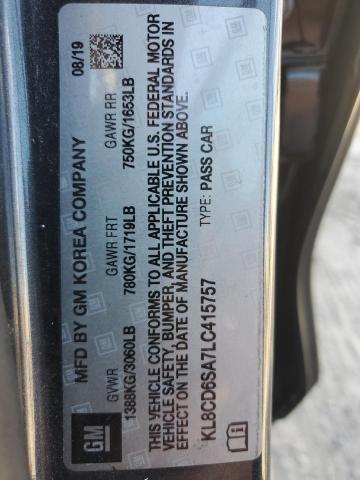 MFD BY GM KOREA COMPANY 08/19
GVWR GAWR FRT GAWR RR
1388KG/3060LB 780KG/1719LB 750KG/1653LB
THIS VEHICLE CONFORMS TO ALL APPLICABLE U.S. FEDERAL MOTOR
VEHICLE SAFETY, BUMPER, AND THEFT PREVENTION STANDARDS IN
EFFECT ON THE DATE OF MANUFACTURE SHOWN ABOVE.
KL8CD6SA7LC415757 TYPE: PASS CAR
GM